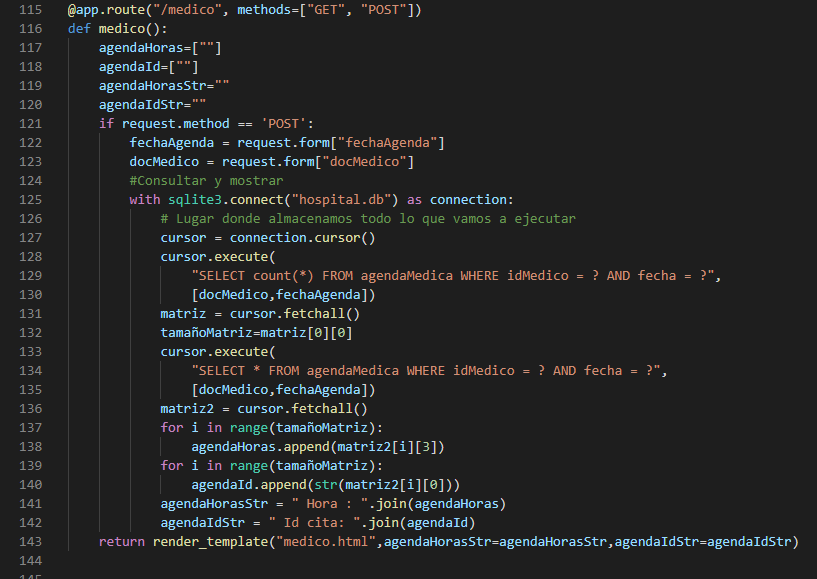 115 @app.route("/medico", methods=["GET", "POST"])
116 def medico():
117     agendaHoras=[""]
118     agendaId=[""]
119     agendaHorasStr=""
120     agendaIdStr=""
121     if request.method == 'POST':
122         fechaAgenda = request.form["fechaAgenda"]
123         docMedico = request.form["docMedico"]
124         #Consultar y mostrar
125         with sqlite3.connect("hospital.db") as connection:
126             # Lugar donde almacenamos todo lo que vamos a ejecutar
127             cursor = connection.cursor()
128             cursor.execute(
129                 "SELECT count(*) FROM agendaMedica WHERE idMedico = ? AND fecha = ?",
130                 [docMedico,fechaAgenda])
131             matriz = cursor.fetchall()
132             tamañoMatriz=matriz[0][0]
133             cursor.execute(
134                 "SELECT * FROM agendaMedica WHERE idMedico = ? AND fecha = ?",
135                 [docMedico,fechaAgenda])
136             matriz2 = cursor.fetchall()
137             for i in range(tamañoMatriz):
138                 agendaHoras.append(matriz2[i][3])
139             for i in range(tamañoMatriz):
140                 agendaId.append(str(matriz2[i][0]))
141             agendaHorasStr = " Hora : ".join(agendaHoras)
142             agendaIdStr = " Id cita: ".join(agendaId)
143     return render_template("medico.html",agendaHorasStr=agendaHorasStr,agendaIdStr=agendaIdStr)
144